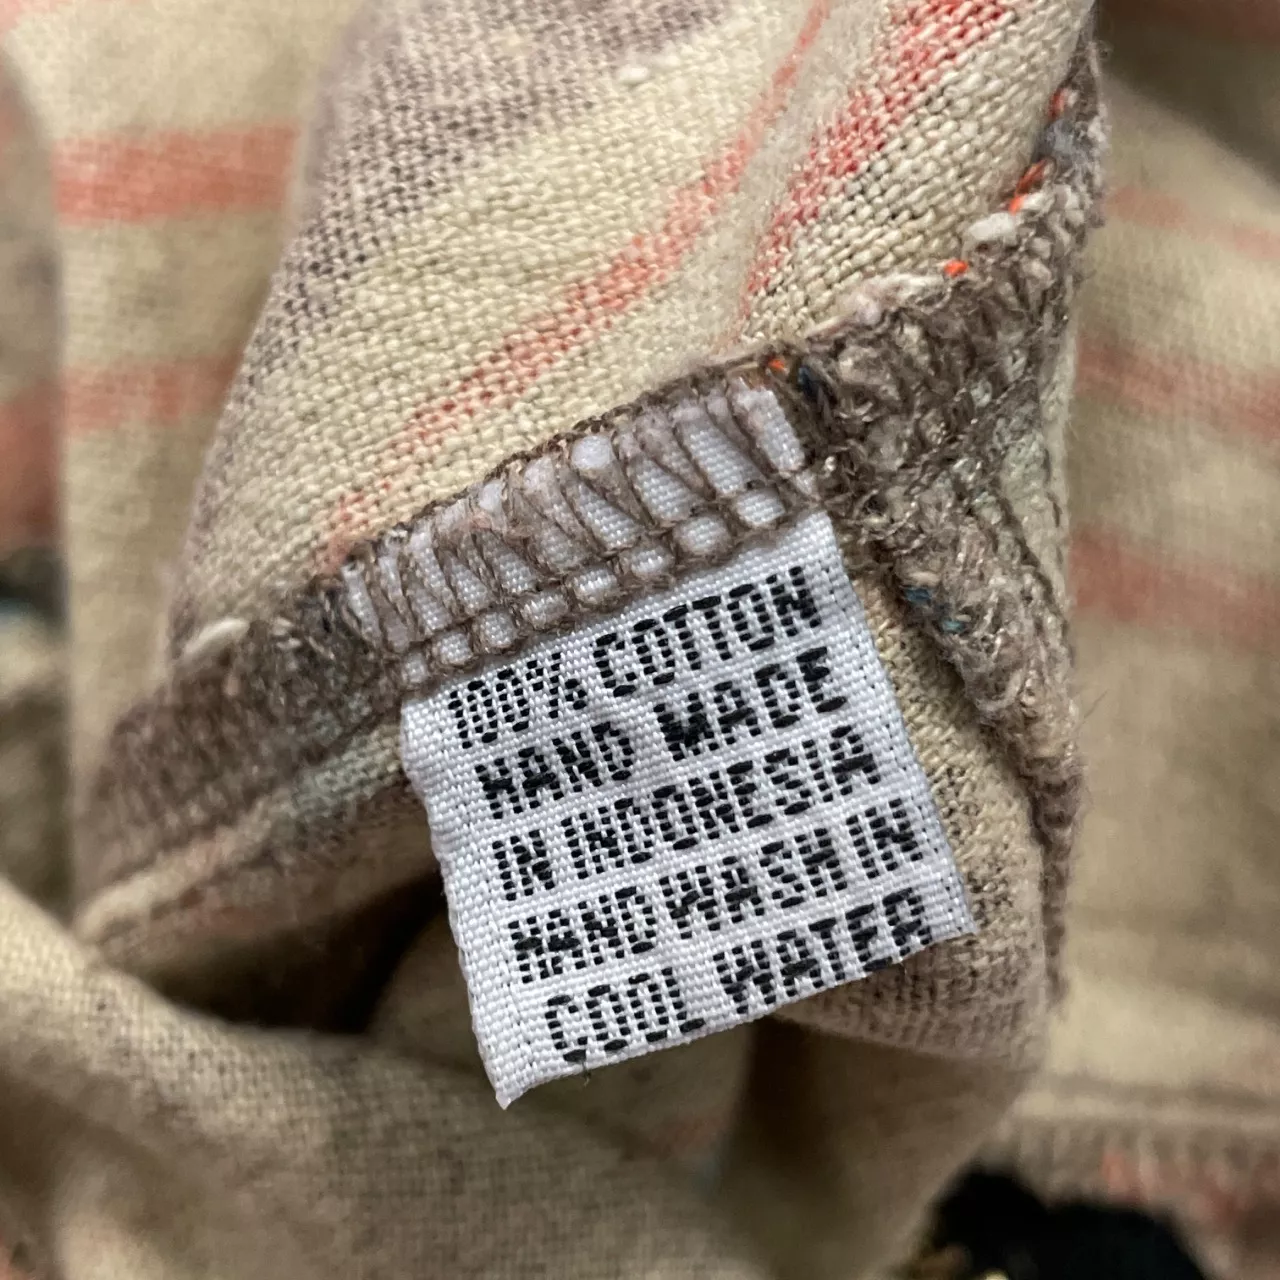 100% COTTON
HAND MADE
IN INDONESIA
HAND WASH IN
COOL WATER